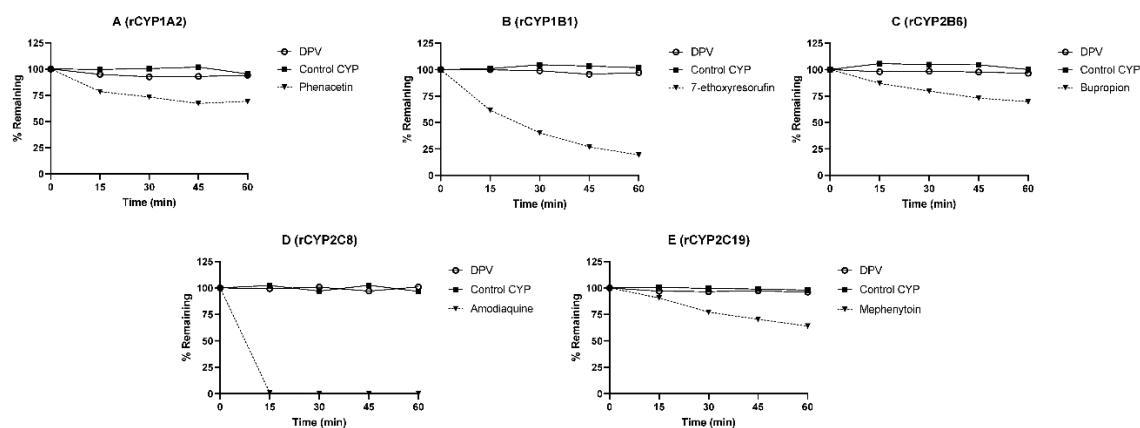 A (rCYP1A2)
125
100
75
50
25
0
% Remaining
0 15 30 45 60
Time (min)
DPV
Control CYP
Phenacetin
B (rCYP1B1)
125
100
75
50
25
0
% Remaining
0 15 30 45 60
Time (min)
DPV
Control CYP
7-ethoxyresorufin
C (rCYP2B6)
125
100
75
50
25
0
% Remaining
0 15 30 45 60
Time (min)
DPV
Control CYP
Bupropion
D (rCYP2C8)
125
100
75
50
25
0
% Remaining
0 15 30 45 60
Time (min)
DPV
Control CYP
Amodiaquine
E (rCYP2C19)
125
100
75
50
25
0
% Remaining
0 15 30 45 60
Time (min)
DPV
Control CYP
Mephenytoin